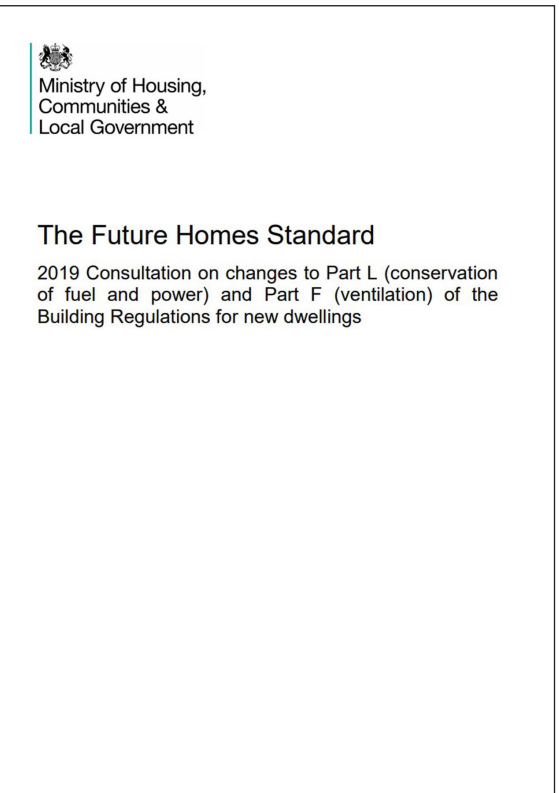 Ministry of Housing,
Communities &
Local Government
The Future Homes Standard
2019 Consultation on changes to Part L (conservation
of fuel and power) and Part F (ventilation) of the
Building Regulations for new dwellings